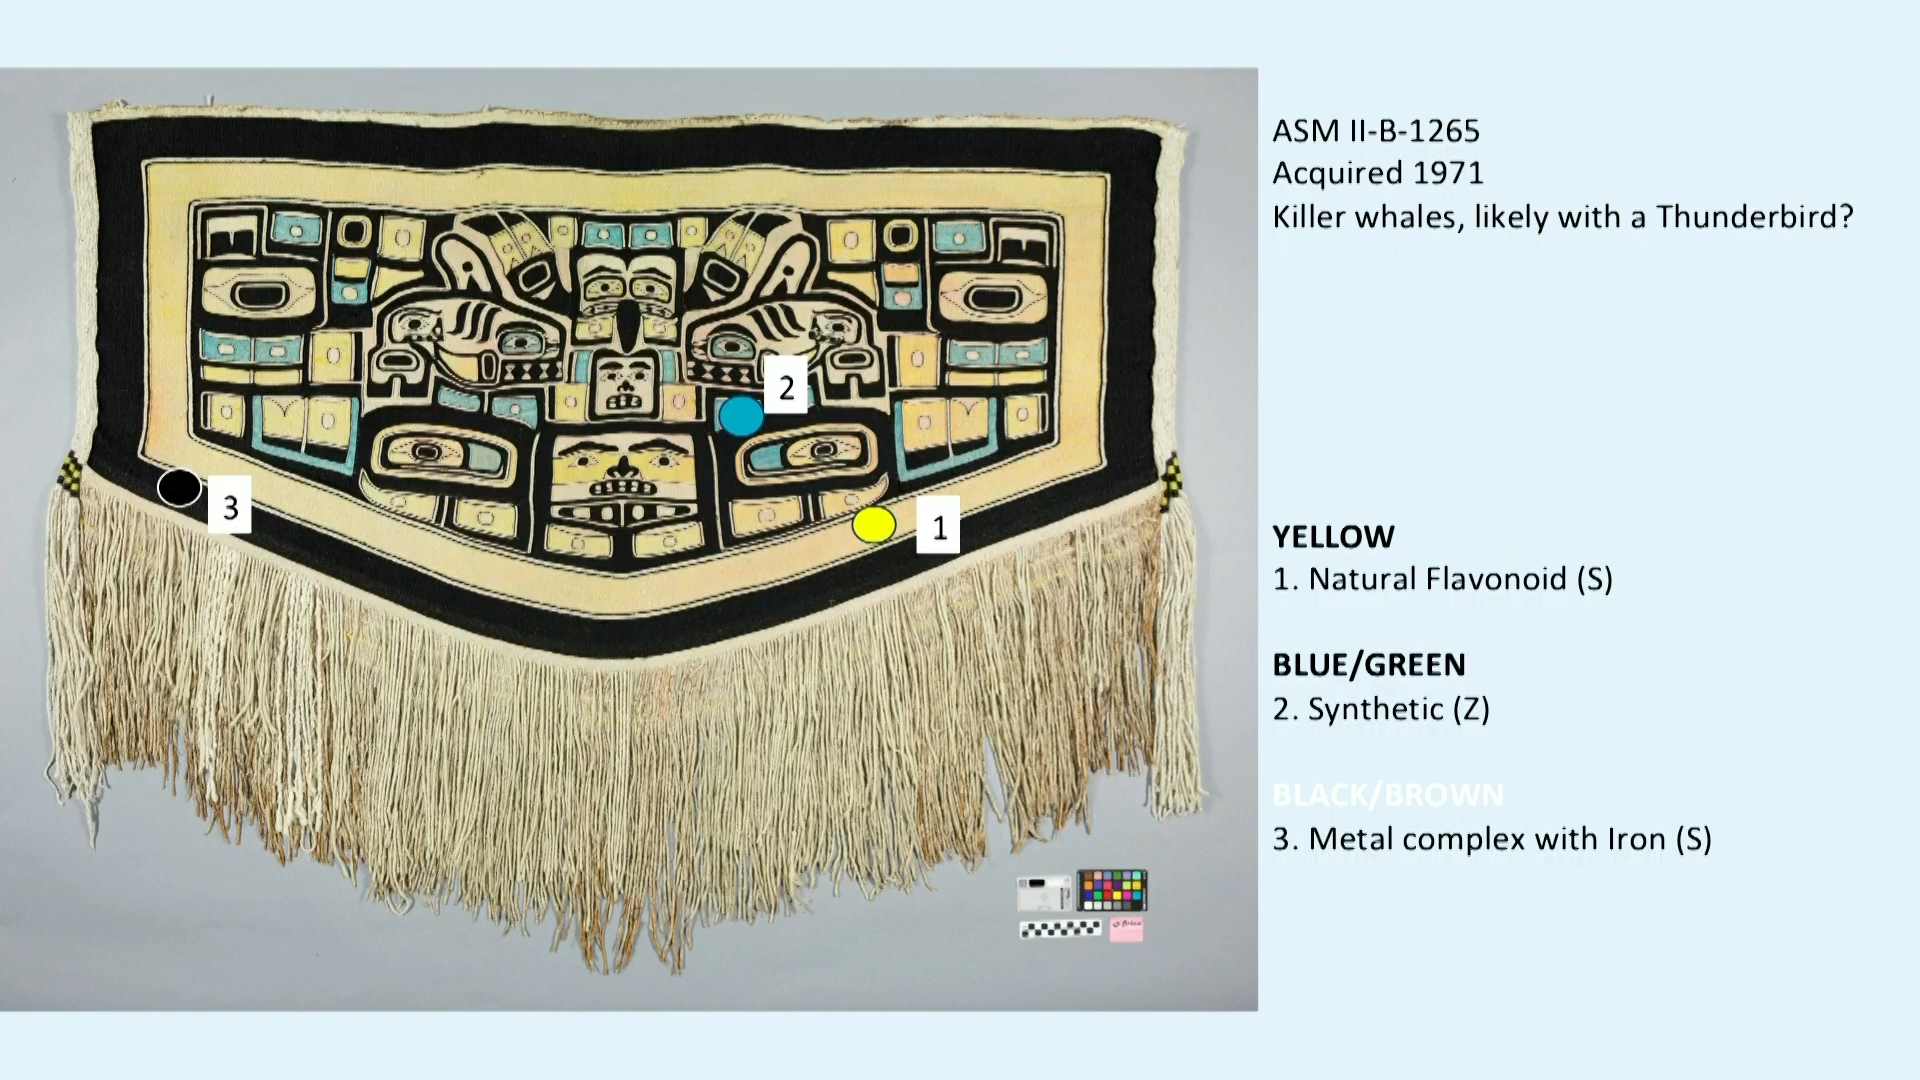 ASM II-B-1265
Acquired 1971
Killer whales, likely with a Thunderbird?
2
3
1
YELLOW
1. Natural Flavonoid (S)
BLUE/GREEN
2. Synthetic (Z)
BLACK/BROWN
3. Metal complex with Iron (S)